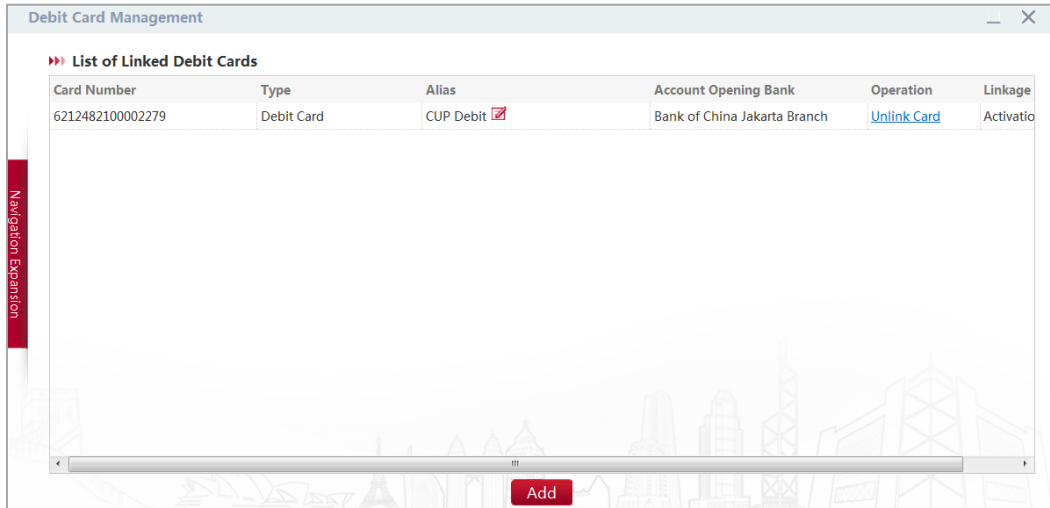 Debit Card Management
List of Linked Debit Cards
Card Number Type Alias Account Opening Bank Operation Linkage
6212482100002279 Debit Card CUP Debit Bank of China Jakarta Branch Unlink Card Activatio
Navigation Expansion
Add